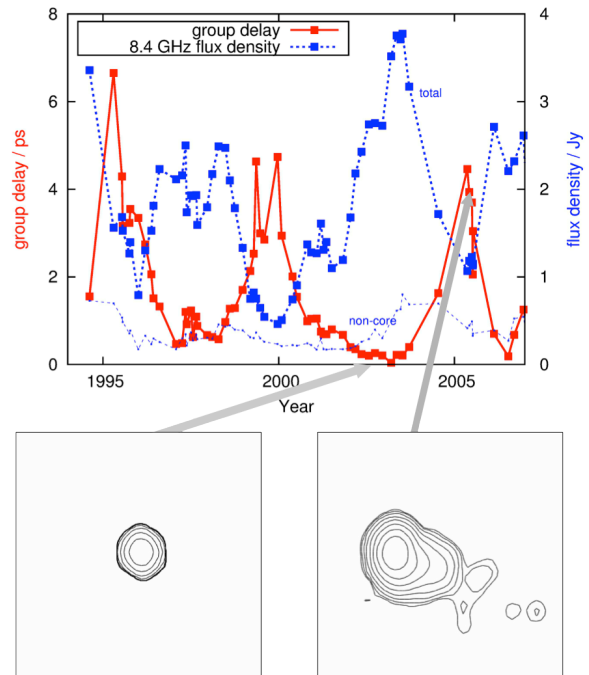 8
6
4
2
0
group delay / ps
group delay
8.4 GHz flux density
total
non-core
4
3
2
1
0
flux density / Jy
1995
2000
2005
Year